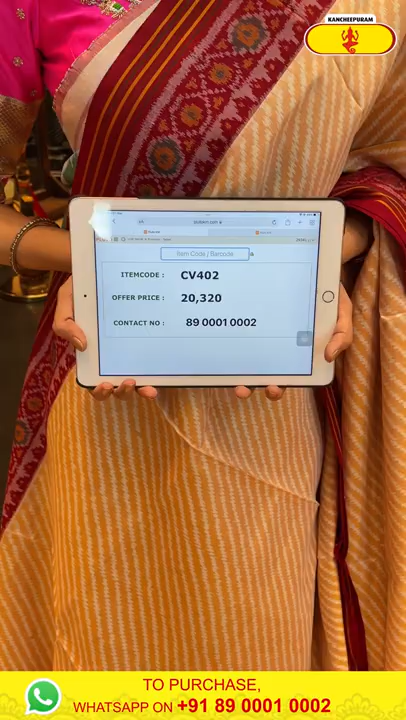 KANCHEEPURAM
Item Code / Barcode
ITEMCODE : CV402
OFFER PRICE : 20,320
CONTACT NO : 89 0001 0002
TO PURCHASE,
WHATSAPP ON +91 89 0001 0002